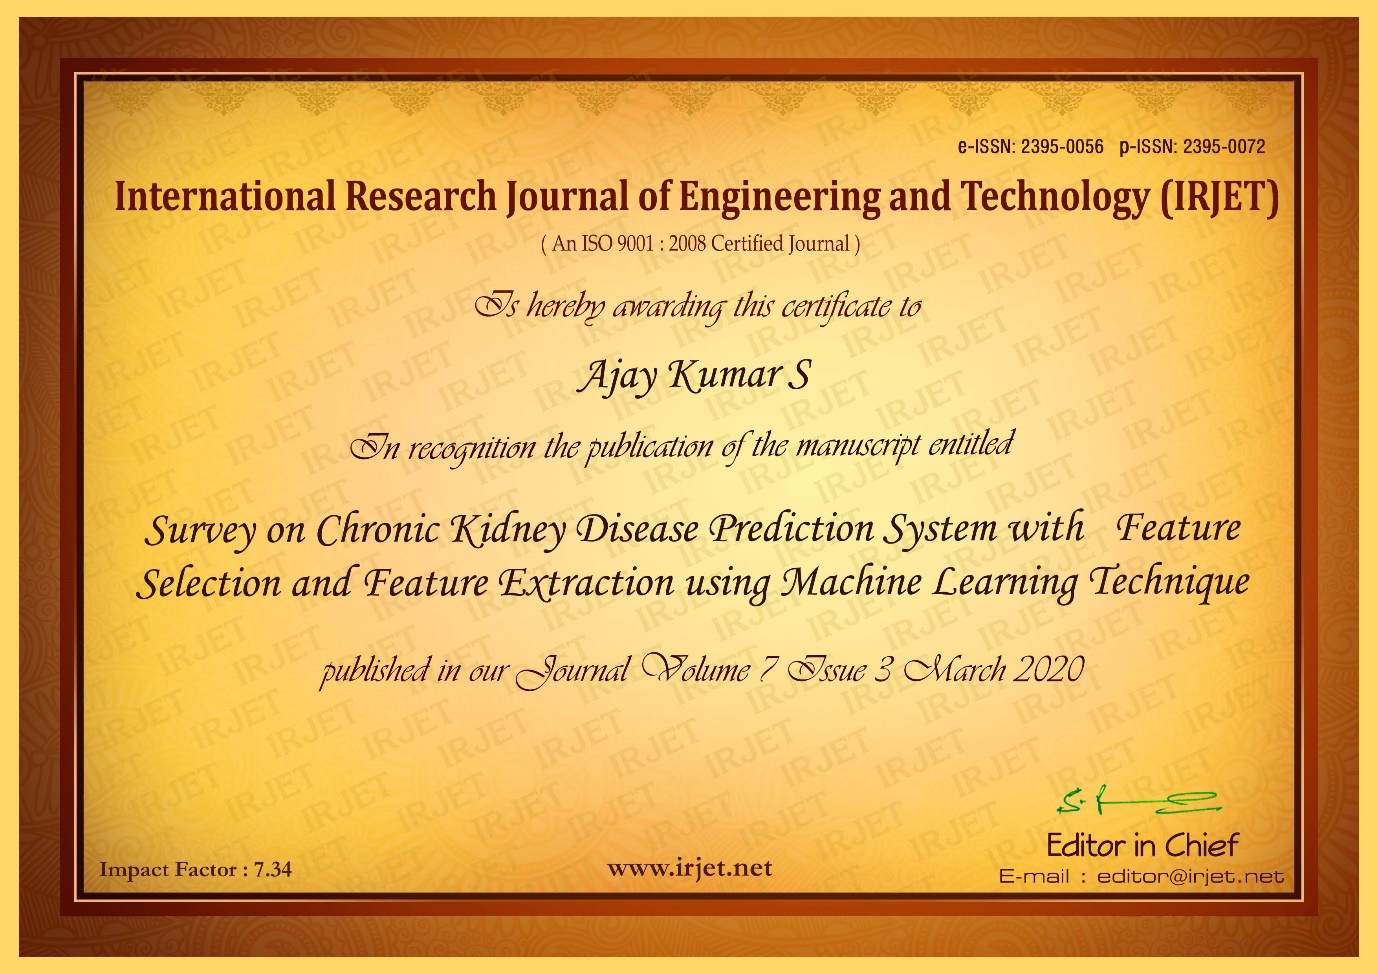 e-ISSN: 2395-0056 p-ISSN: 2395-0072
International Research Journal of Engineering and Technology (IRJET)
( An ISO 9001 : 2008 Certified Journal )
Is hereby awarding this certificate to
Ajay Kumar S
In recognition the publication of the manuscript entitled
Survey on Chronic Kidney Disease Prediction System with Feature
Selection and Feature Extraction using Machine Learning Technique
published in our Journal Volume 7 Issue 3 March 2020
Editor in Chief
E-mail : editor@irjet.net
Impact Factor : 7.34
www.irjet.net